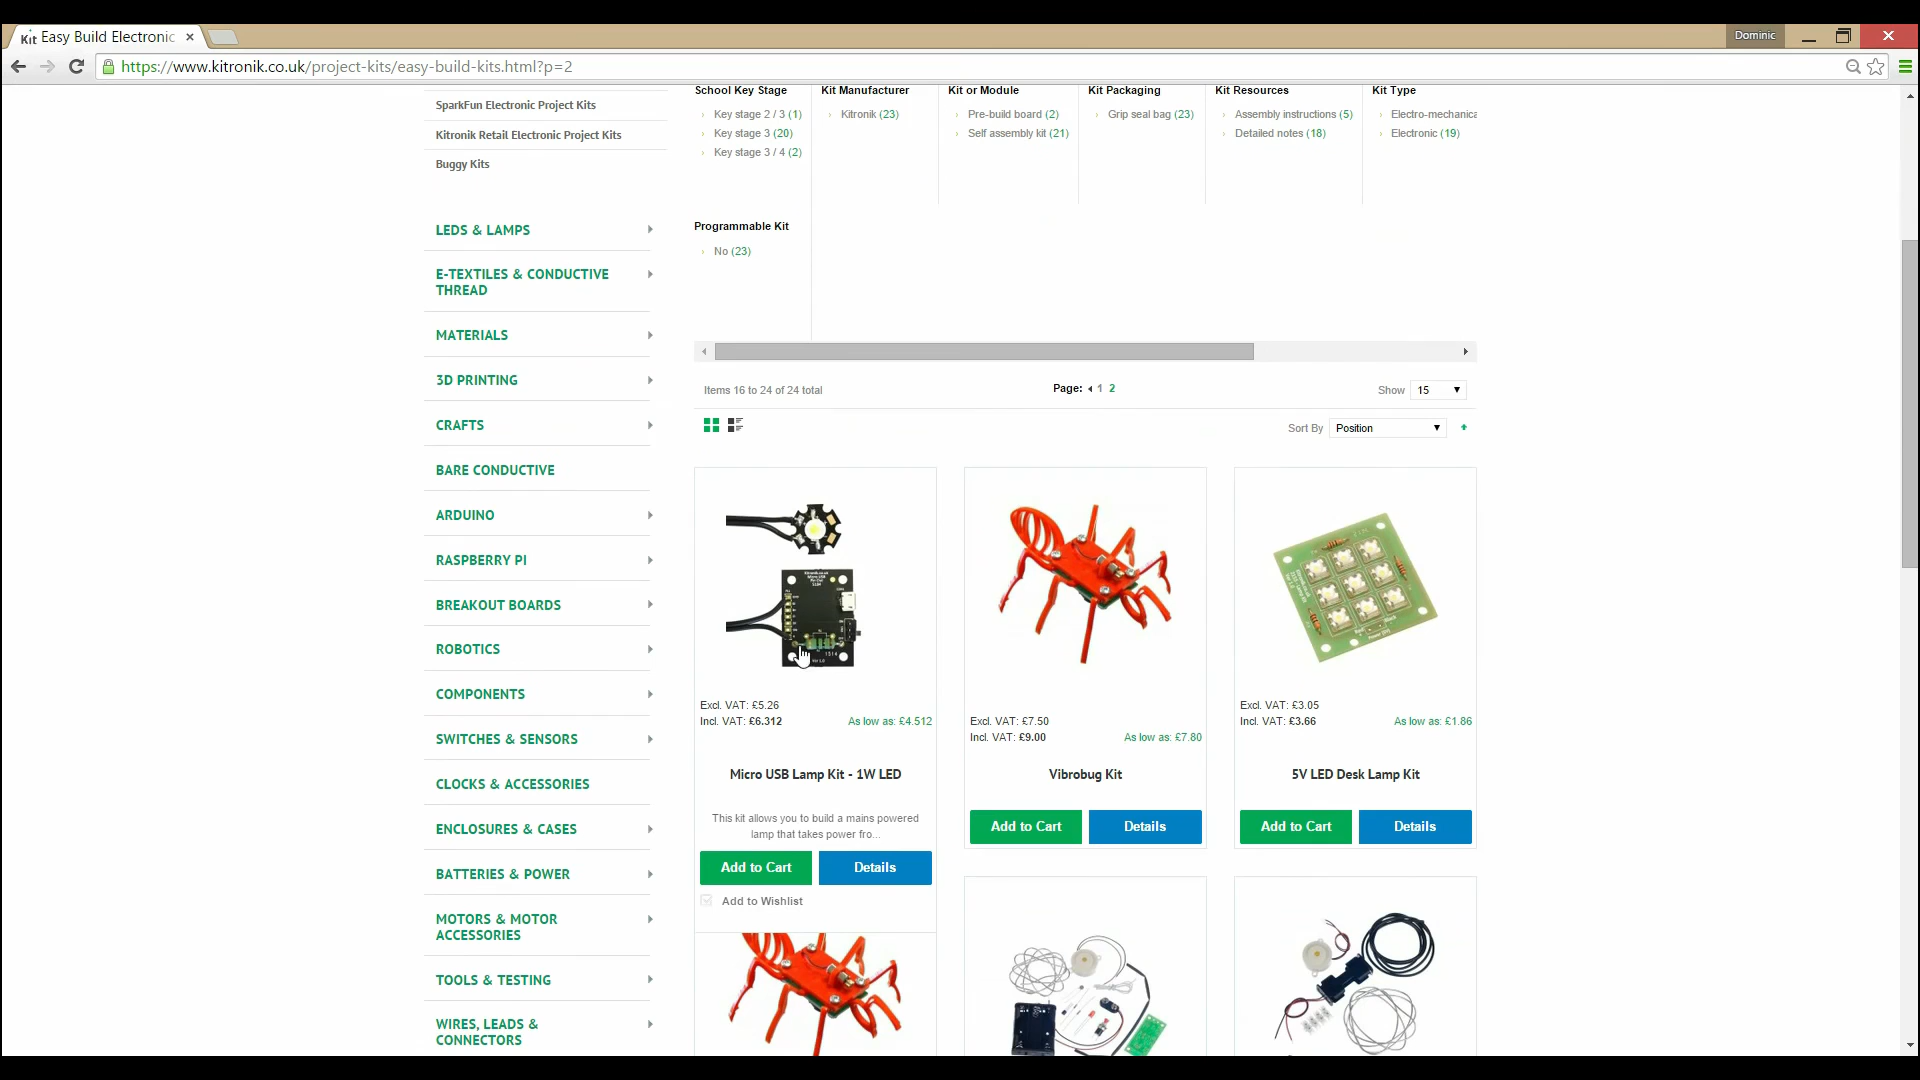 Kit Easy Build Electronic
Dominic
https://www.kitronik.co.uk/project-kits/easy-build-kits.html?p=2
SparkFun Electronic Project Kits
Kitronik Retail Electronic Project Kits
Buggy Kits
LEDS & LAMPS
E-TEXTILES & CONDUCTIVE
THREAD
MATERIALS
3D PRINTING
CRAFTS
BARE CONDUCTIVE
ARDUINO
RASPBERRY PI
BREAKOUT BOARDS
ROBOTICS
COMPONENTS
SWITCHES & SENSORS
CLOCKS & ACCESSORIES
ENCLOSURES & CASES
BATTERIES & POWER
MOTORS & MOTOR
ACCESSORIES
TOOLS & TESTING
WIRES, LEADS &
CONNECTORS
School Key Stage
Key stage 2 / 3 (1)
Key stage 3 (20)
Key stage 3 / 4 (2)
Kit Manufacturer
Kitronik (23)
Kit or Module
Pre-build board (2)
Self assembly kit (21)
Kit Packaging
Grip seal bag (23)
Kit Resources
Assembly instructions (5)
Detailed notes (18)
Kit Type
Electro-mechanica
Electronic (19)
Programmable Kit
No (23)
Items 16 to 24 of 24 total
Page: 1 2
Show 15
Sort By Position
Excl. VAT: £5.26
Incl. VAT: £6.312 As low as: £4.512
Micro USB Lamp Kit - 1W LED
This kit allows you to build a mains powered
lamp that takes power fro...
Add to Cart Details
Add to Wishlist
Excl. VAT: £7.50
Incl. VAT: £9.00
As low as: £7.80
Vibrobug Kit
Add to Cart Details
Excl. VAT: £3.05
Incl. VAT: £3.66 As low as: £1.86
5V LED Desk Lamp Kit
Add to Cart Details